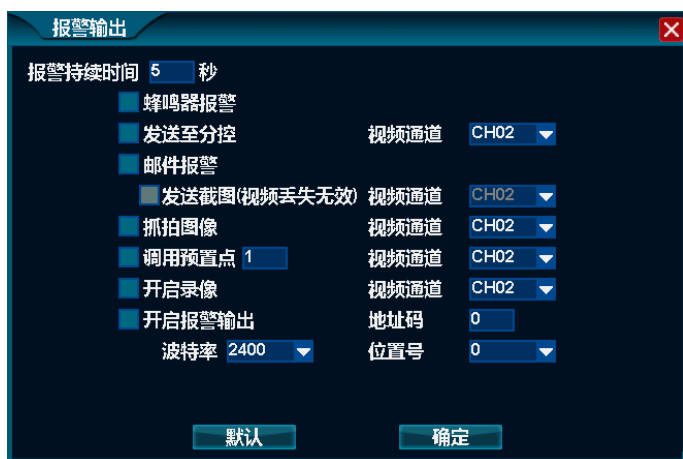 报警输出
报警持续时间 5 秒
蜂鸣器报警
发送至分控 视频通道 CH02
邮件报警
发送截图(视频丢失无效) 视频通道 CH02
抓拍图像 视频通道 CH02
调用预置点 1 视频通道 CH02
开启录像 视频通道 CH02
开启报警输出 地址码 0
波特率 2400 位置号 0
默认 确定